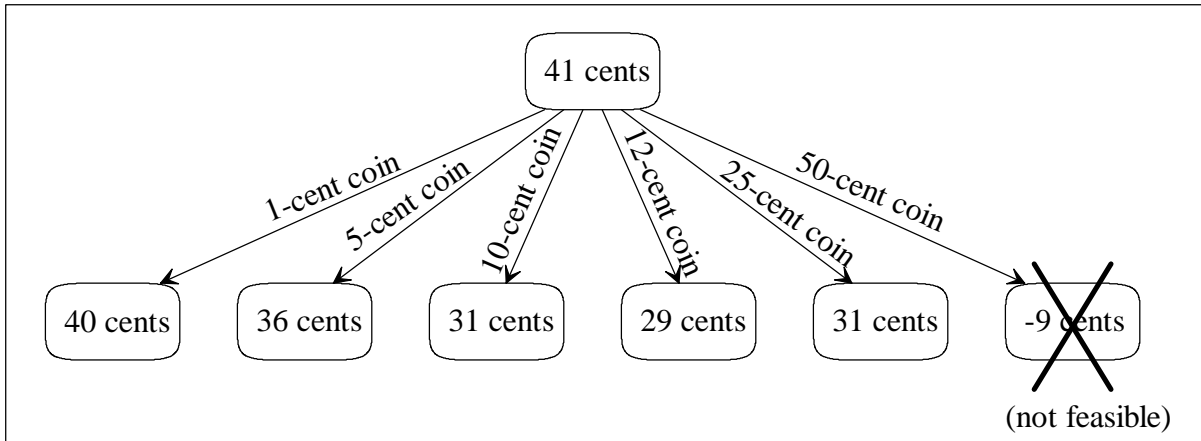 41 cents
1-cent coin
5-cent coin
10-cent coin
12-cent coin
25-cent coin
50-cent coin
40 cents
36 cents
31 cents
29 cents
31 cents
-9 cents
(not feasible)